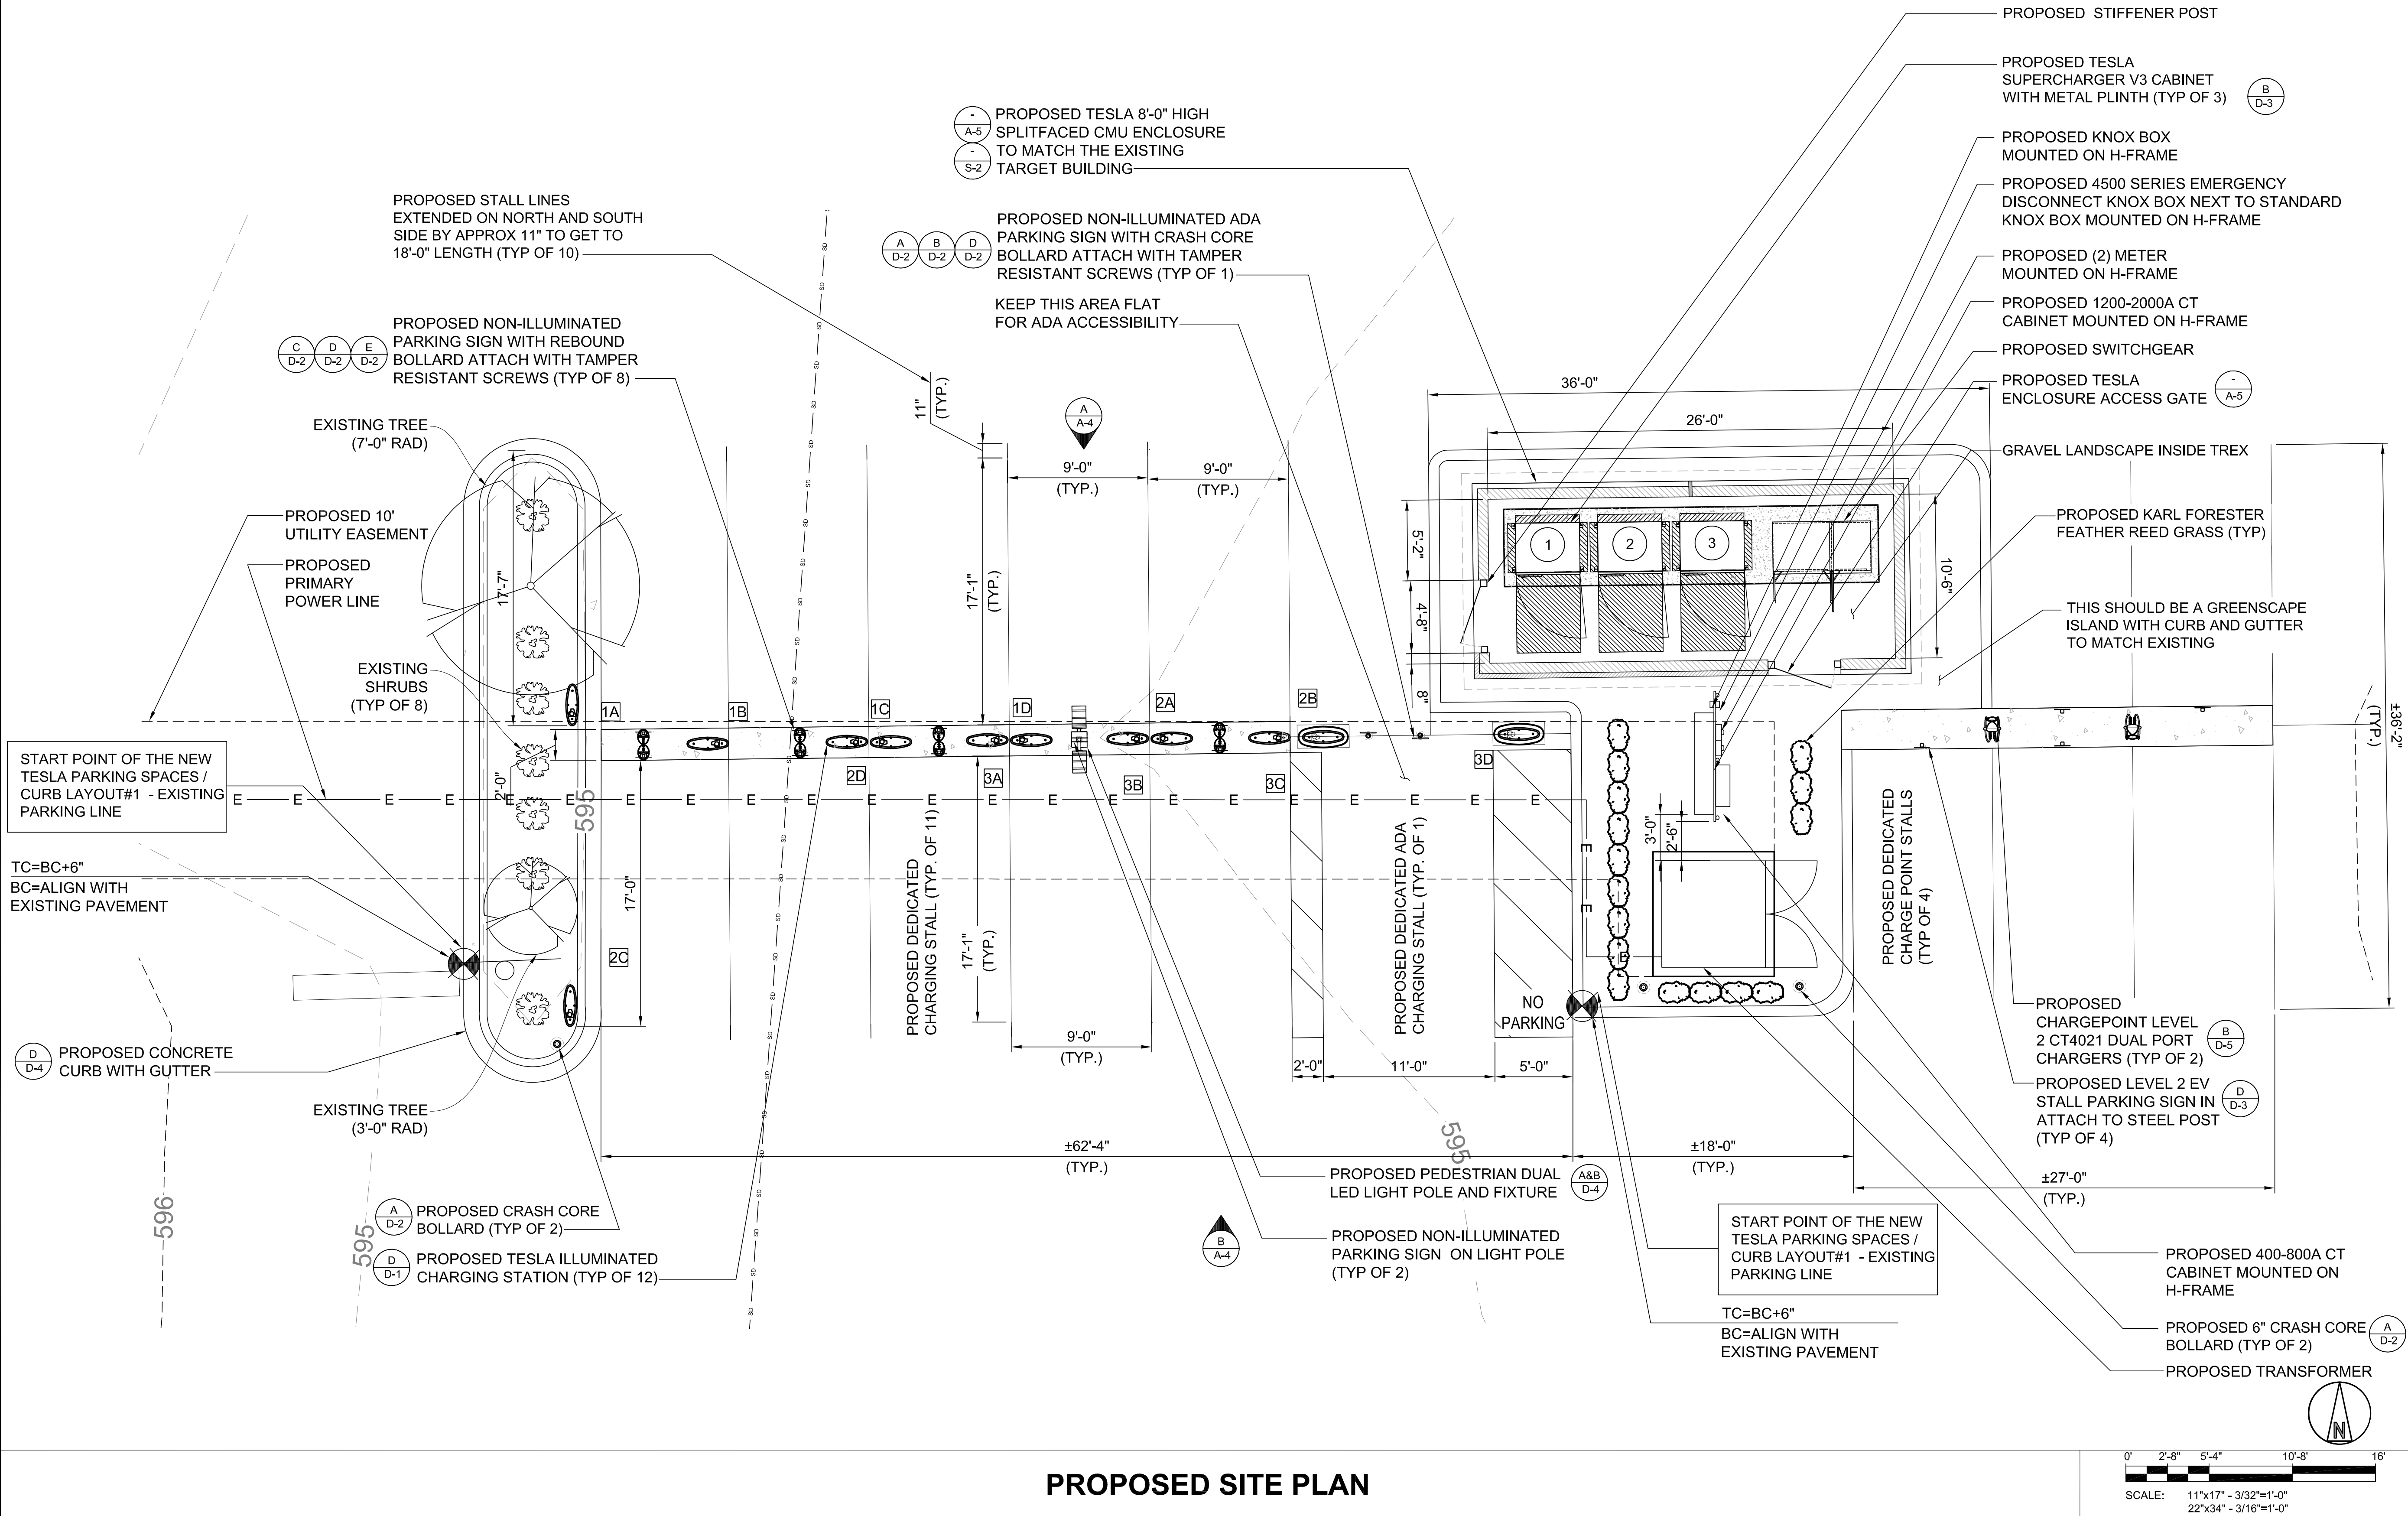 PROPOSED STIFFENER POST
PROPOSED TESLA
SUPERCHARGER V3 CABINET
WITH METAL PLINTH (TYP OF 3)
B
D-3
PROPOSED KNOX BOX
MOUNTED ON H-FRAME
PROPOSED 4500 SERIES EMERGENCY
DISCONNECT KNOX BOX NEXT TO STANDARD
KNOX BOX MOUNTED ON H-FRAME
PROPOSED (2) METER
MOUNTED ON H-FRAME
PROPOSED 1200-2000A CT
CABINET MOUNTED ON H-FRAME
PROPOSED SWITCHGEAR
PROPOSED TESLA
ENCLOSURE ACCESS GATE
-
A-5
GRAVEL LANDSCAPE INSIDE TREX
PROPOSED KARL FORESTER
FEATHER REED GRASS (TYP)
THIS SHOULD BE A GREENSCAPE
ISLAND WITH CURB AND GUTTER
TO MATCH EXISTING
-
A-5
-
S-2
PROPOSED TESLA 8'-0" HIGH
SPLITFACED CMU ENCLOSURE
TO MATCH THE EXISTING
TARGET BUILDING
A
D-2
B
D-2
D
D-2
PROPOSED NON-ILLUMINATED ADA
PARKING SIGN WITH CRASH CORE
BOLLARD ATTACH WITH TAMPER
RESISTANT SCREWS (TYP OF 1)
KEEP THIS AREA FLAT
FOR ADA ACCESSIBILITY
PROPOSED STALL LINES
EXTENDED ON NORTH AND SOUTH
SIDE BY APPROX 11" TO GET TO
18'-0" LENGTH (TYP OF 10)
C
D-2
D
D-2
E
D-2
PROPOSED NON-ILLUMINATED
PARKING SIGN WITH REBOUND
BOLLARD ATTACH WITH TAMPER
RESISTANT SCREWS (TYP OF 8)
EXISTING TREE
(7'-0" RAD)
PROPOSED 10'
UTILITY EASEMENT
PROPOSED
PRIMARY
POWER LINE
EXISTING
SHRUBS
(TYP OF 8)
START POINT OF THE NEW
TESLA PARKING SPACES /
CURB LAYOUT#1 - EXISTING
PARKING LINE
TC=BC+6"
BC=ALIGN WITH
EXISTING PAVEMENT
D
D-4
PROPOSED CONCRETE
CURB WITH GUTTER
EXISTING TREE
(3'-0" RAD)
A
D-2
PROPOSED CRASH CORE
BOLLARD (TYP OF 2)
D
D-1
PROPOSED TESLA ILLUMINATED
CHARGING STATION (TYP OF 12)
596
595
595
595
11"
(TYP.)
A
A-4
9'-0"
(TYP.)
9'-0"
(TYP.)
17'-7"
17'-1"
(TYP.)
2'-0"
17'-0"
17'-1"
(TYP.)
9'-0"
(TYP.)
1A
1B
1C
1D
2A
2B
2C
2D
3A
3B
3C
3D
E E E E E E E E E E E E E E E E E E E E E E
E
E
E
SD SD SD SD SD SD SD SD SD SD SD SD SD SD SD SD SD
36'-0"
26'-0"
5'-2"
4'-8"
8"
10'-6"
1
2
3
3'-0"
2'-6"
±36'-2"
(TYP.)
PROPOSED DEDICATED
CHARGING STALL (TYP. OF 11)
PROPOSED DEDICATED ADA
CHARGING STALL (TYP. OF 1)
NO
PARKING
PROPOSED DEDICATED
CHARGE POINT STALLS
(TYP OF 4)
2'-0"
11'-0"
5'-0"
±62'-4"
(TYP.)
±18'-0"
(TYP.)
±27'-0"
(TYP.)
PROPOSED
CHARGEPOINT LEVEL
2 CT4021 DUAL PORT
CHARGERS (TYP OF 2)
B
D-5
PROPOSED LEVEL 2 EV
STALL PARKING SIGN IN
ATTACH TO STEEL POST
(TYP OF 4)
D
D-3
PROPOSED PEDESTRIAN DUAL
LED LIGHT POLE AND FIXTURE
A&B
D-4
B
A-4
PROPOSED NON-ILLUMINATED
PARKING SIGN ON LIGHT POLE
(TYP OF 2)
START POINT OF THE NEW
TESLA PARKING SPACES /
CURB LAYOUT#1 - EXISTING
PARKING LINE
TC=BC+6"
BC=ALIGN WITH
EXISTING PAVEMENT
PROPOSED 400-800A CT
CABINET MOUNTED ON
H-FRAME
PROPOSED 6" CRASH CORE
BOLLARD (TYP OF 2)
A
D-2
PROPOSED TRANSFORMER
N
PROPOSED SITE PLAN
0' 2'-8" 5'-4" 10'-8" 16'
SCALE: 11"x17" - 3/32"=1'-0"
22"x34" - 3/16"=1'-0"